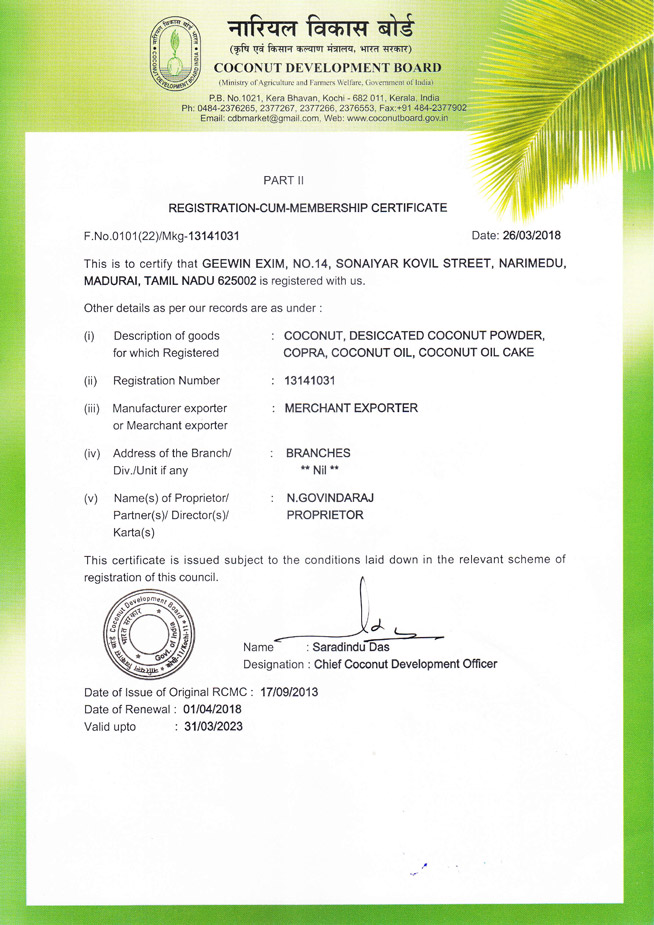 नारियल विकास बोर्ड
(कृषि एवं किसान कल्याण मंत्रालय, भारत सरकार)
COCONUT DEVELOPMENT BOARD
(Ministry of Agriculture and Farmers Welfare, Government of India)
P.B. No.1021, Kera Bhavan, Kochi - 682 011, Kerala, India
Ph: 0484-2376265, 2377267, 2377266, 2376553, Fax:+91 484-2377902
Email: cdbmarket@gmail.com, Web: www.coconutboard.gov.in
PART II
REGISTRATION-CUM-MEMBERSHIP CERTIFICATE
F.No.0101(22)/Mkg-13141031 Date: 26/03/2018
This is to certify that GEEWIN EXIM, NO.14, SONAIYAR KOVIL STREET, NARIMEDU,
MADURAI, TAMIL NADU 625002 is registered with us.
Other details as per our records are as under :
(i) Description of goods : COCONUT, DESICCATED COCONUT POWDER,
for which Registered COPRA, COCONUT OIL, COCONUT OIL CAKE
(ii) Registration Number : 13141031
(iii) Manufacturer exporter : MERCHANT EXPORTER
or Mearchant exporter
(iv) Address of the Branch/ : BRANCHES
Div./Unit if any ** Nil **
(v) Name(s) of Proprietor/ : N.GOVINDARAJ
Partner(s)/ Director(s)/ PROPRIETOR
Karta(s)
This certificate is issued subject to the conditions laid down in the relevant scheme of
registration of this council.
Coconut Development Board
भारत सरकार
Govt. of India
Name : Saradindu Das
Designation : Chief Coconut Development Officer
Date of Issue of Original RCMC : 17/09/2013
Date of Renewal : 01/04/2018
Valid upto : 31/03/2023